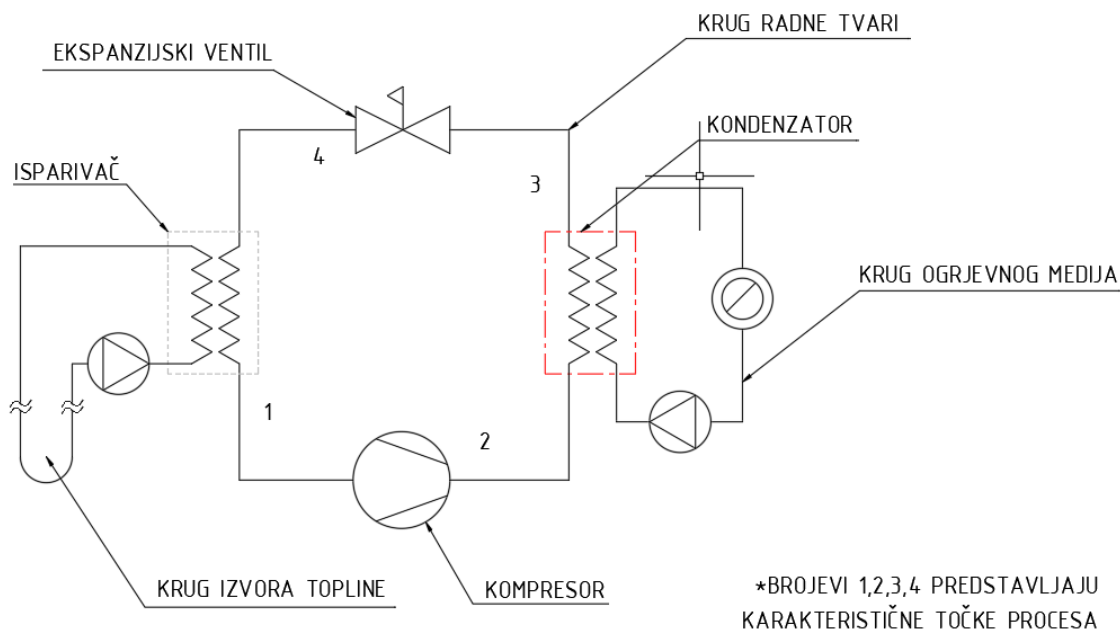 KRUG RADNE TVARI
EKSPANZIJSKI VENTIL
KONDENZATOR
4
ISPARIVAČ
3
KRUG OGRJEVNOG MEDIJA
1
2
KRUG IZVORA TOPLINE
KOMPRESOR
*BROJEVI 1,2,3,4 PREDSTAVLJAJU
KARAKTERISTIČNE TOČKE PROCESA